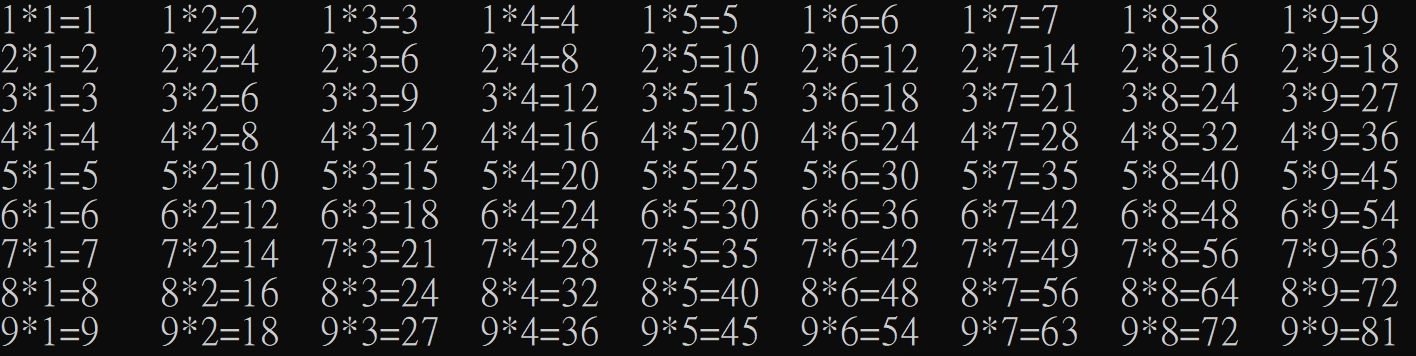 1*1=1 1*2=2 1*3=3 1*4=4 1*5=5 1*6=6 1*7=7 1*8=8 1*9=9
2*1=2 2*2=4 2*3=6 2*4=8 2*5=10 2*6=12 2*7=14 2*8=16 2*9=18
3*1=3 3*2=6 3*3=9 3*4=12 3*5=15 3*6=18 3*7=21 3*8=24 3*9=27
4*1=4 4*2=8 4*3=12 4*4=16 4*5=20 4*6=24 4*7=28 4*8=32 4*9=36
5*1=5 5*2=10 5*3=15 5*4=20 5*5=25 5*6=30 5*7=35 5*8=40 5*9=45
6*1=6 6*2=12 6*3=18 6*4=24 6*5=30 6*6=36 6*7=42 6*8=48 6*9=54
7*1=7 7*2=14 7*3=21 7*4=28 7*5=35 7*6=42 7*7=49 7*8=56 7*9=63
8*1=8 8*2=16 8*3=24 8*4=32 8*5=40 8*6=48 8*7=56 8*8=64 8*9=72
9*1=9 9*2=18 9*3=27 9*4=36 9*5=45 9*6=54 9*7=63 9*8=72 9*9=81